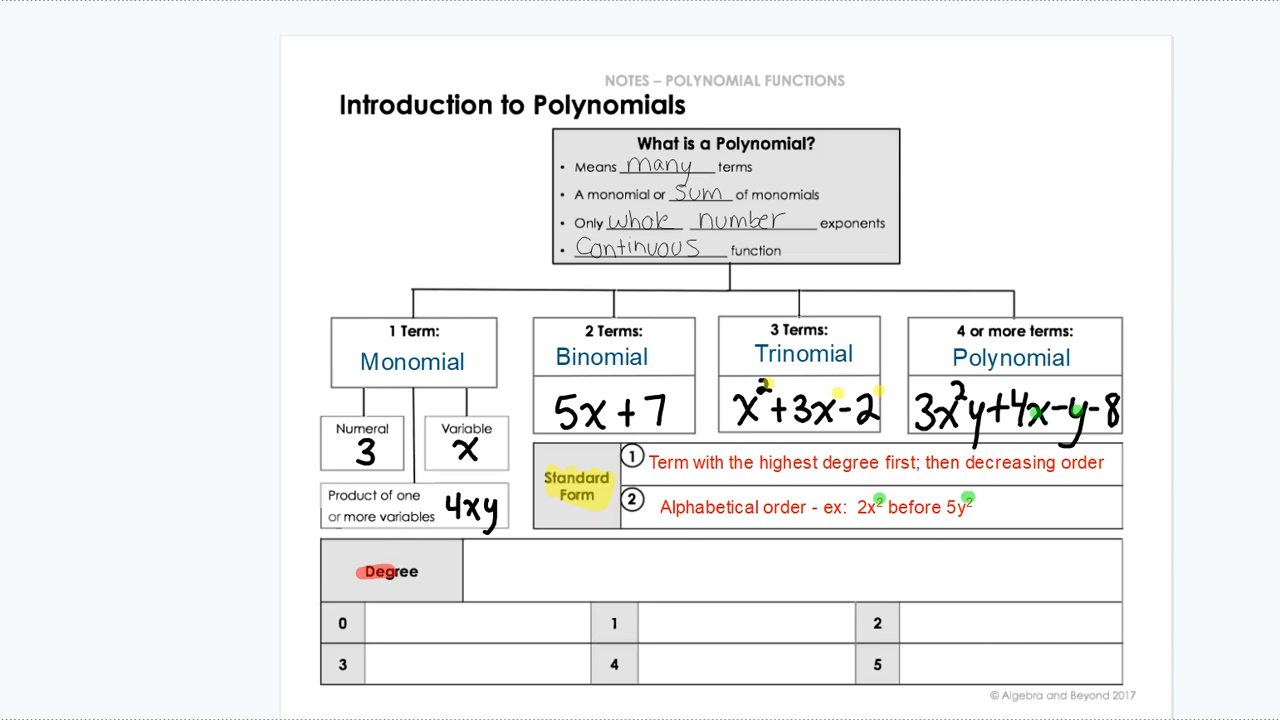 NOTES – POLYNOMIAL FUNCTIONS
Introduction to Polynomials
What is a Polynomial?
• Means many terms
• A monomial or sum of monomials
• Only whole number exponents
• Continuous function
1 Term:
Monomial
2 Terms:
Binomial
3 Terms:
Trinomial
4 or more terms:
Polynomial
5x + 7
x² + 3x - 2
3x²y + 4x - y - 8
Numeral
3
Variable
x
Product of one
or more variables
4xy
Standard
Form
1 Term with the highest degree first; then decreasing order
2 Alphabetical order - ex: 2x² before 5y²
Degree
0
1
2
3
4
5
© Algebra and Beyond 2017